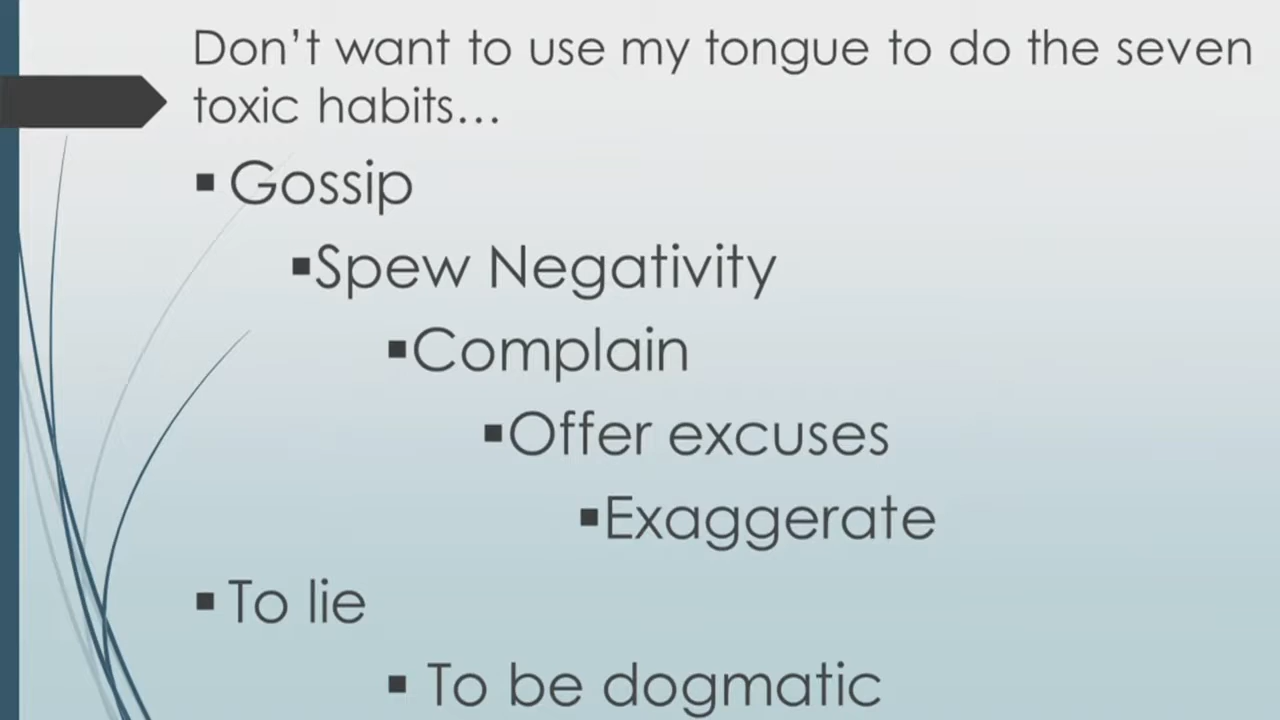 Don't want to use my tongue to do the seven
toxic habits…
▪ Gossip
▪Spew Negativity
▪Complain
▪Offer excuses
▪Exaggerate
▪ To lie
▪ To be dogmatic